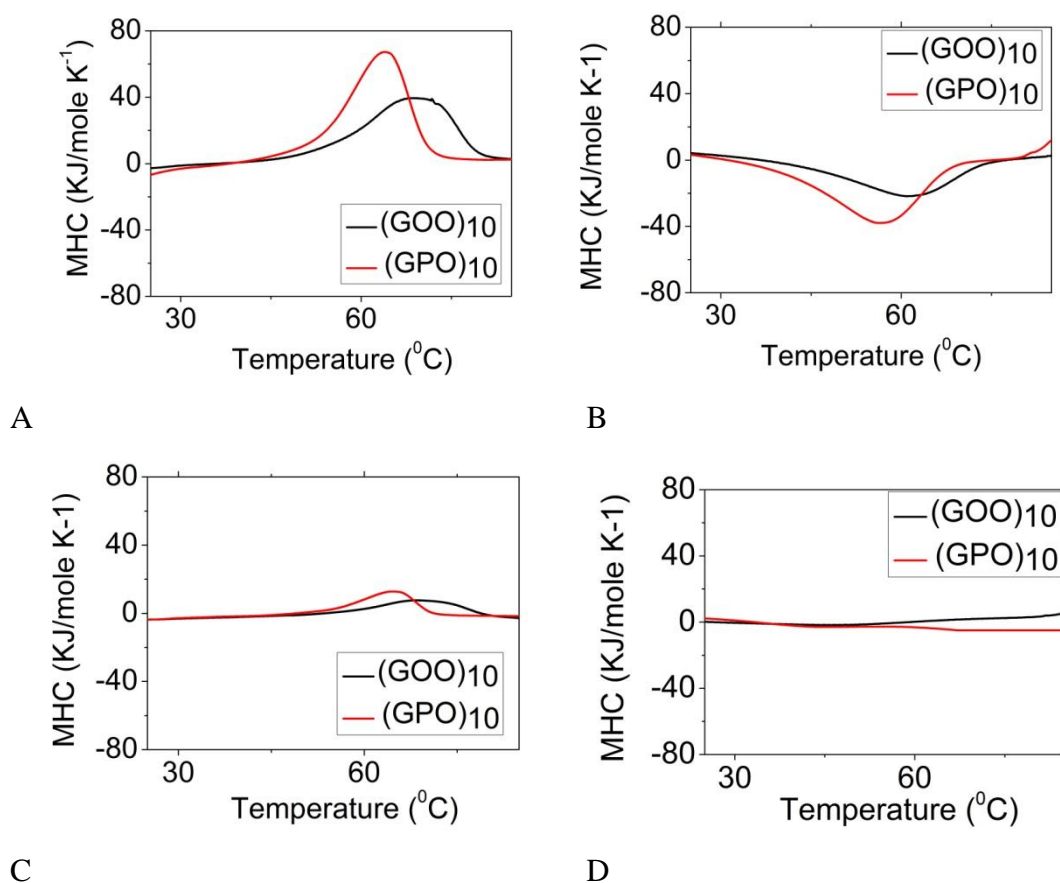 80
40
0
-40
-80
MHC (KJ/mole K⁻¹)
(GOO)10
(GPO)10
30
60
Temperature (⁰C)
A
80
40
0
-40
-80
MHC (KJ/mole K-1)
(GOO)10
(GPO)10
30
60
Temperature (⁰C)
B
80
40
0
-40
-80
MHC (KJ/mole K-1)
(GOO)10
(GPO)10
30
60
Temperature (⁰C)
C
80
40
0
-40
-80
MHC (KJ/mole K-1)
(GOO)10
(GPO)10
30
60
Temperature (⁰C)
D